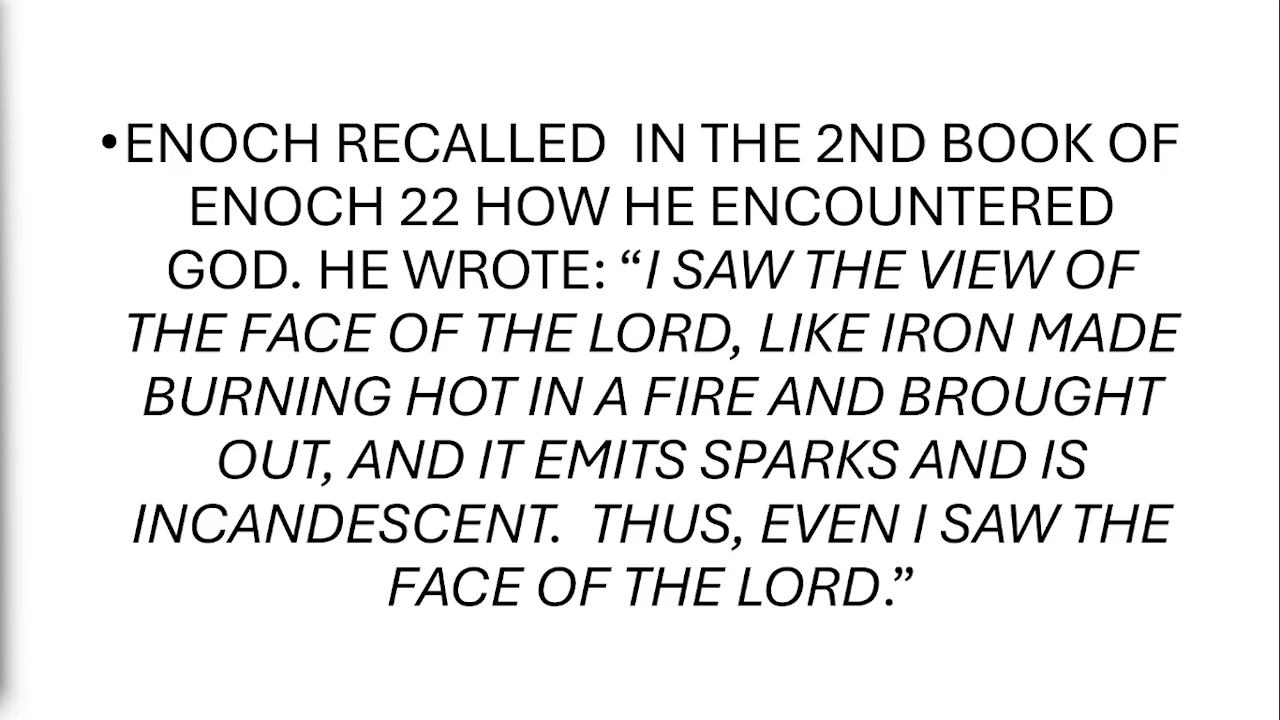 •ENOCH RECALLED  IN THE 2ND BOOK OF
ENOCH 22 HOW HE ENCOUNTERED
GOD. HE WROTE: “I SAW THE VIEW OF
THE FACE OF THE LORD, LIKE IRON MADE
BURNING HOT IN A FIRE AND BROUGHT
OUT, AND IT EMITS SPARKS AND IS
INCANDESCENT.  THUS, EVEN I SAW THE
FACE OF THE LORD.”